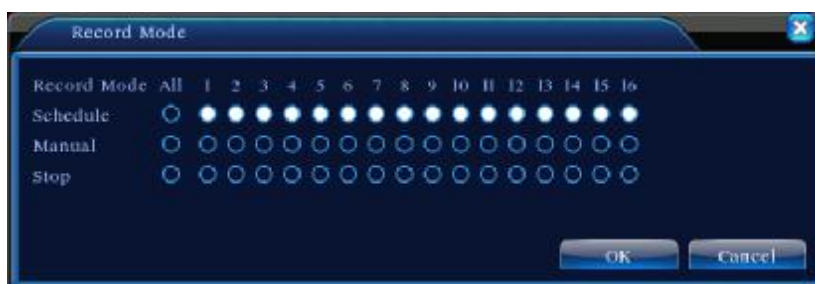 Record Mode
Record Mode All 1 2 3 4 5 6 7 8 9 10 11 12 13 14 15 16
Schedule
Manual
Stop
OK Cancel